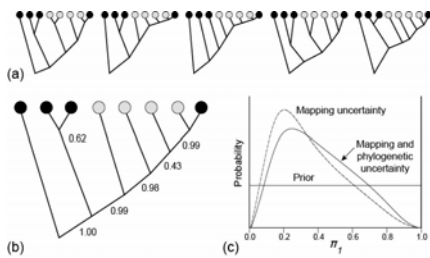 (a)
0.62
0.99
0.43
0.98
0.99
1.00
(b)
Mapping uncertainty
Mapping and
phylogenetic
uncertainty
Prior
Probability
0.0 0.2 0.4 0.6 0.8 1.0
π1
(c)